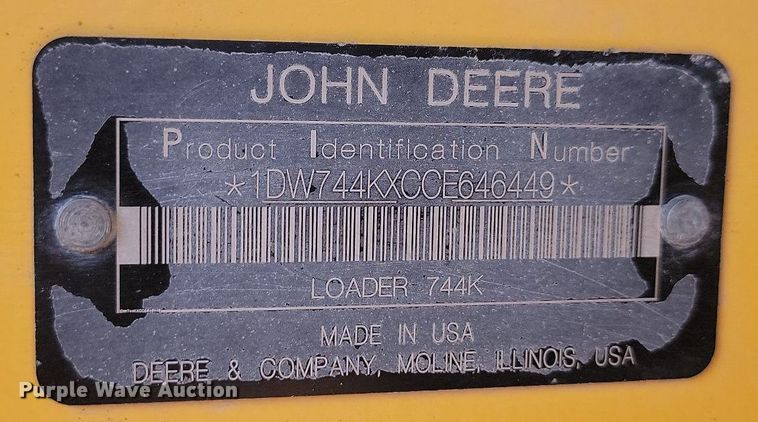 JOHN DEERE
Product Identification Number
*1DW744KXCCE646449*
LOADER 744K
MADE IN USA
DEERE & COMPANY, MOLINE, ILLINOIS, USA
Purple Wave Auction